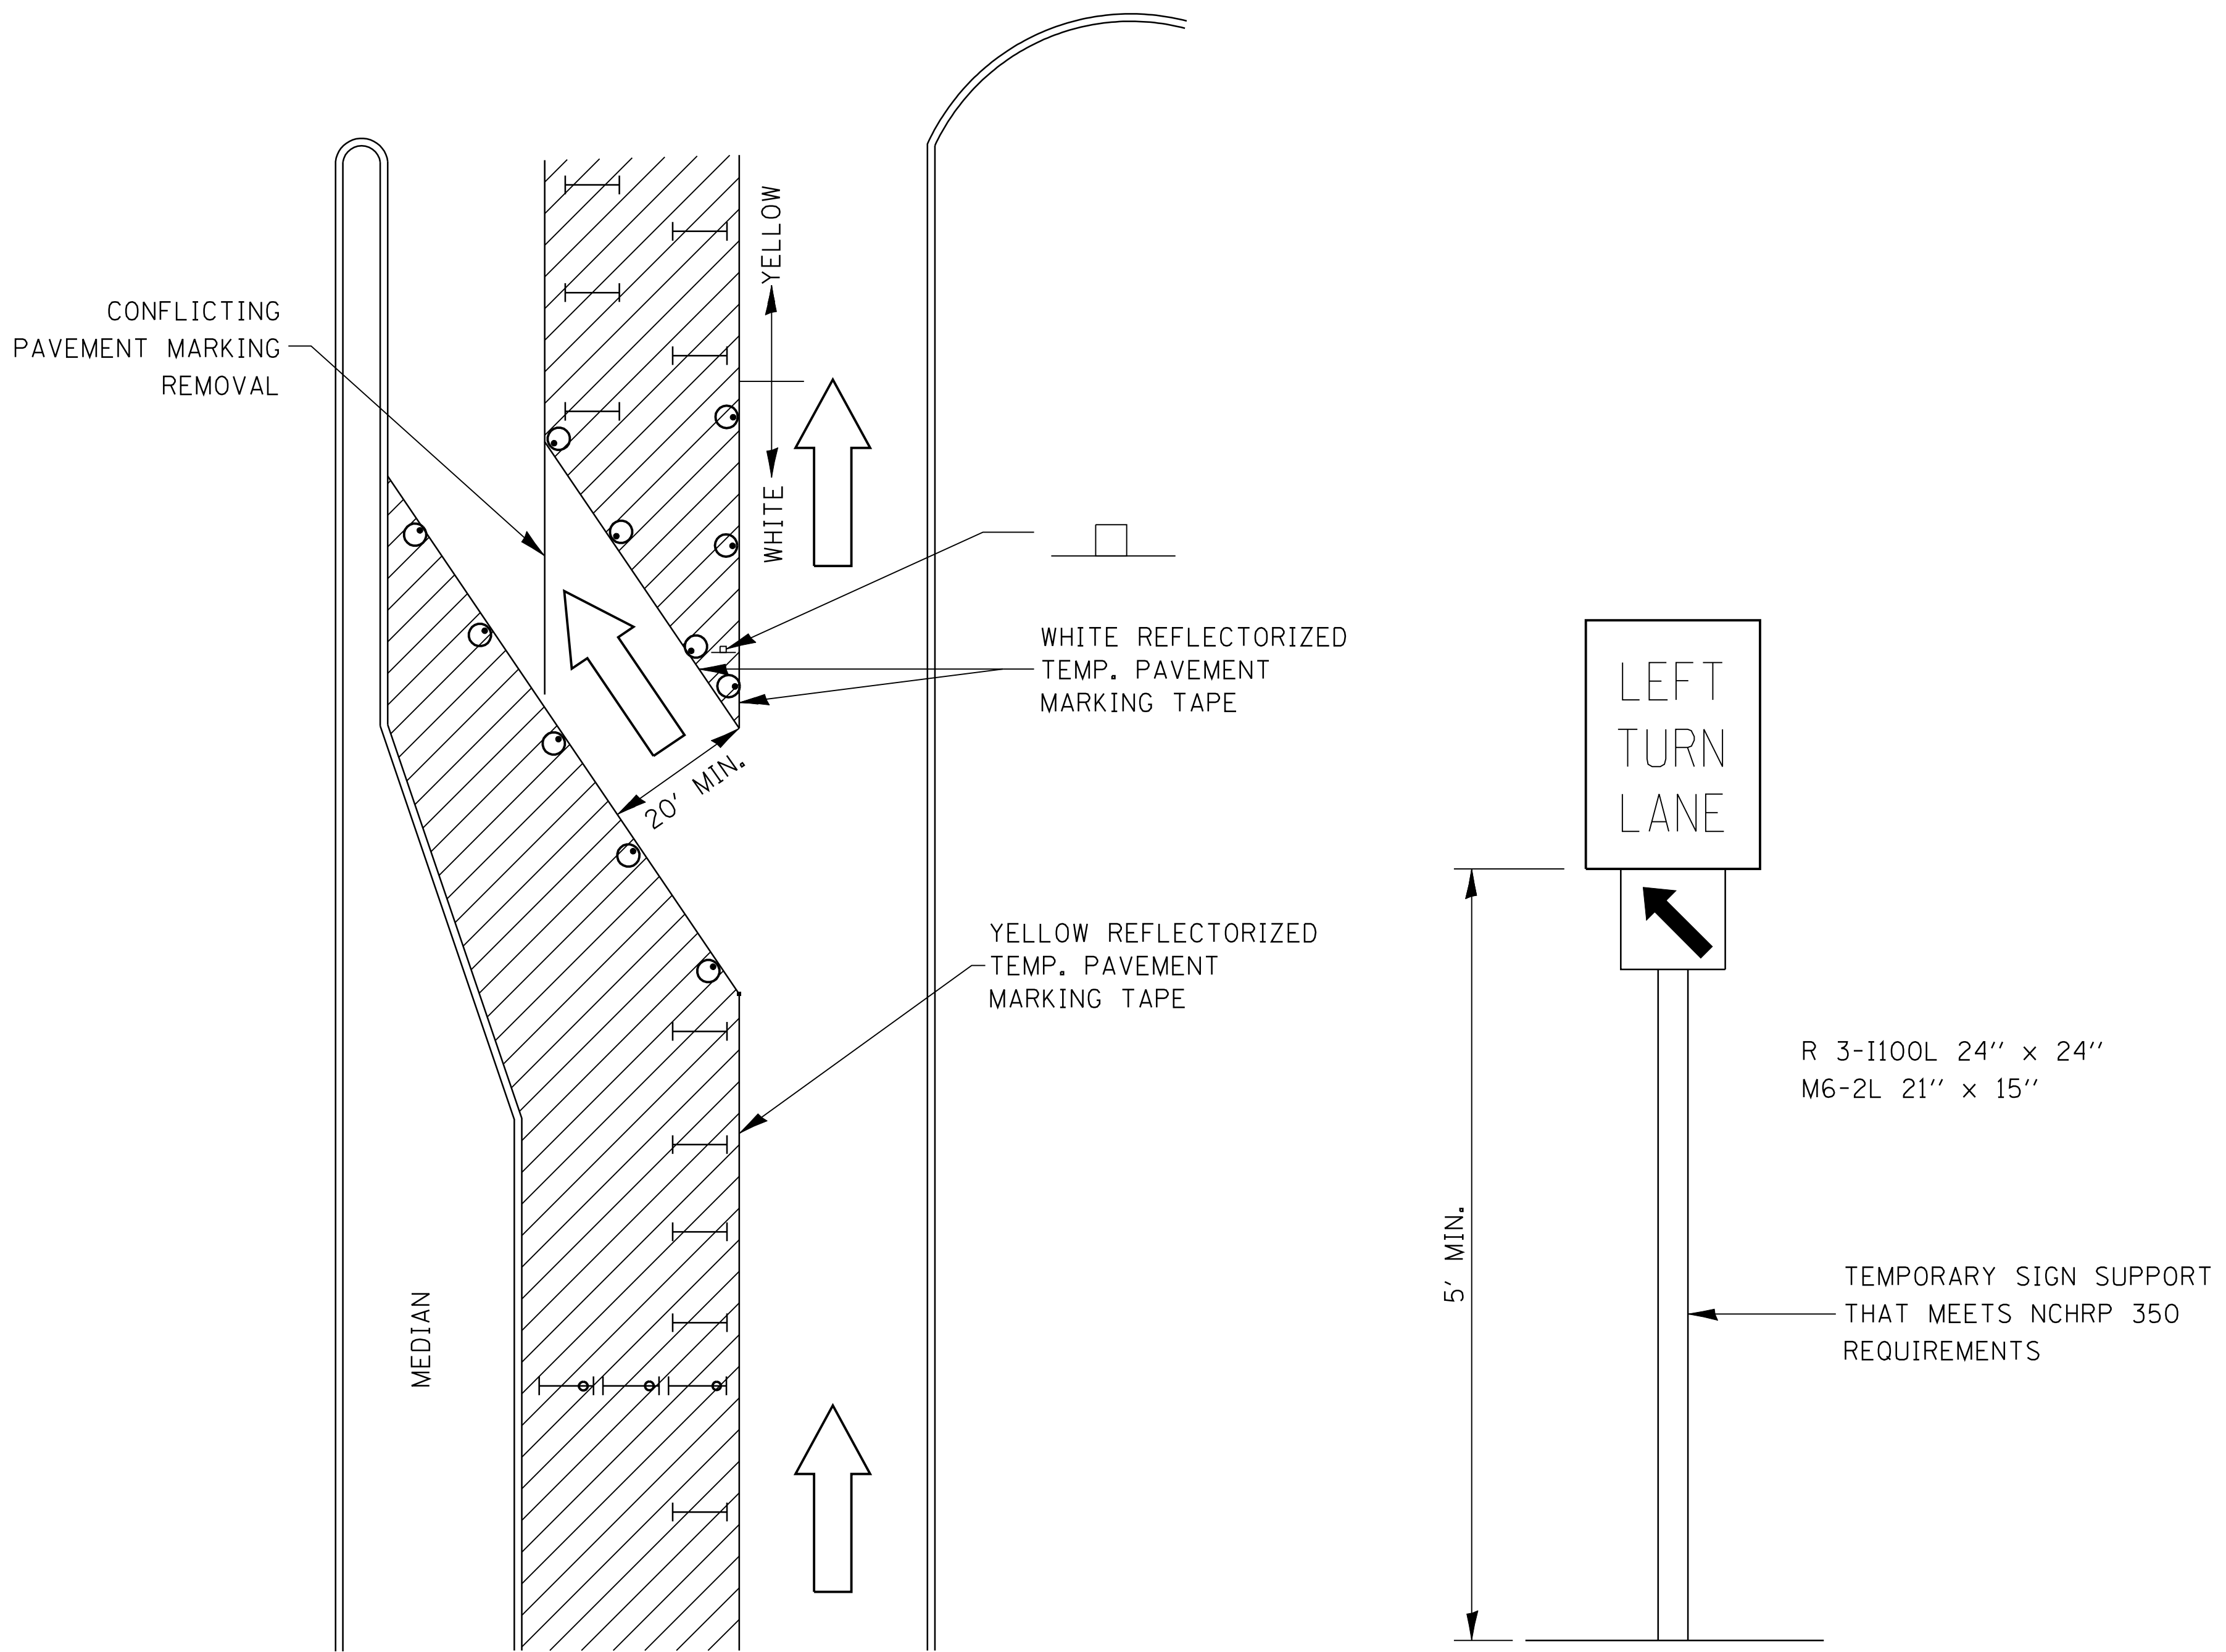 YELLOW
CONFLICTING
PAVEMENT MARKING
REMOVAL
WHITE
WHITE REFLECTORIZED
TEMP. PAVEMENT
MARKING TAPE
20' MIN.
YELLOW REFLECTORIZED
TEMP. PAVEMENT
MARKING TAPE
MEDIAN
LEFT
TURN
LANE
R 3-I100L 24'' x 24''
M6-2L 21'' x 15''
5' MIN.
TEMPORARY SIGN SUPPORT
THAT MEETS NCHRP 350
REQUIREMENTS